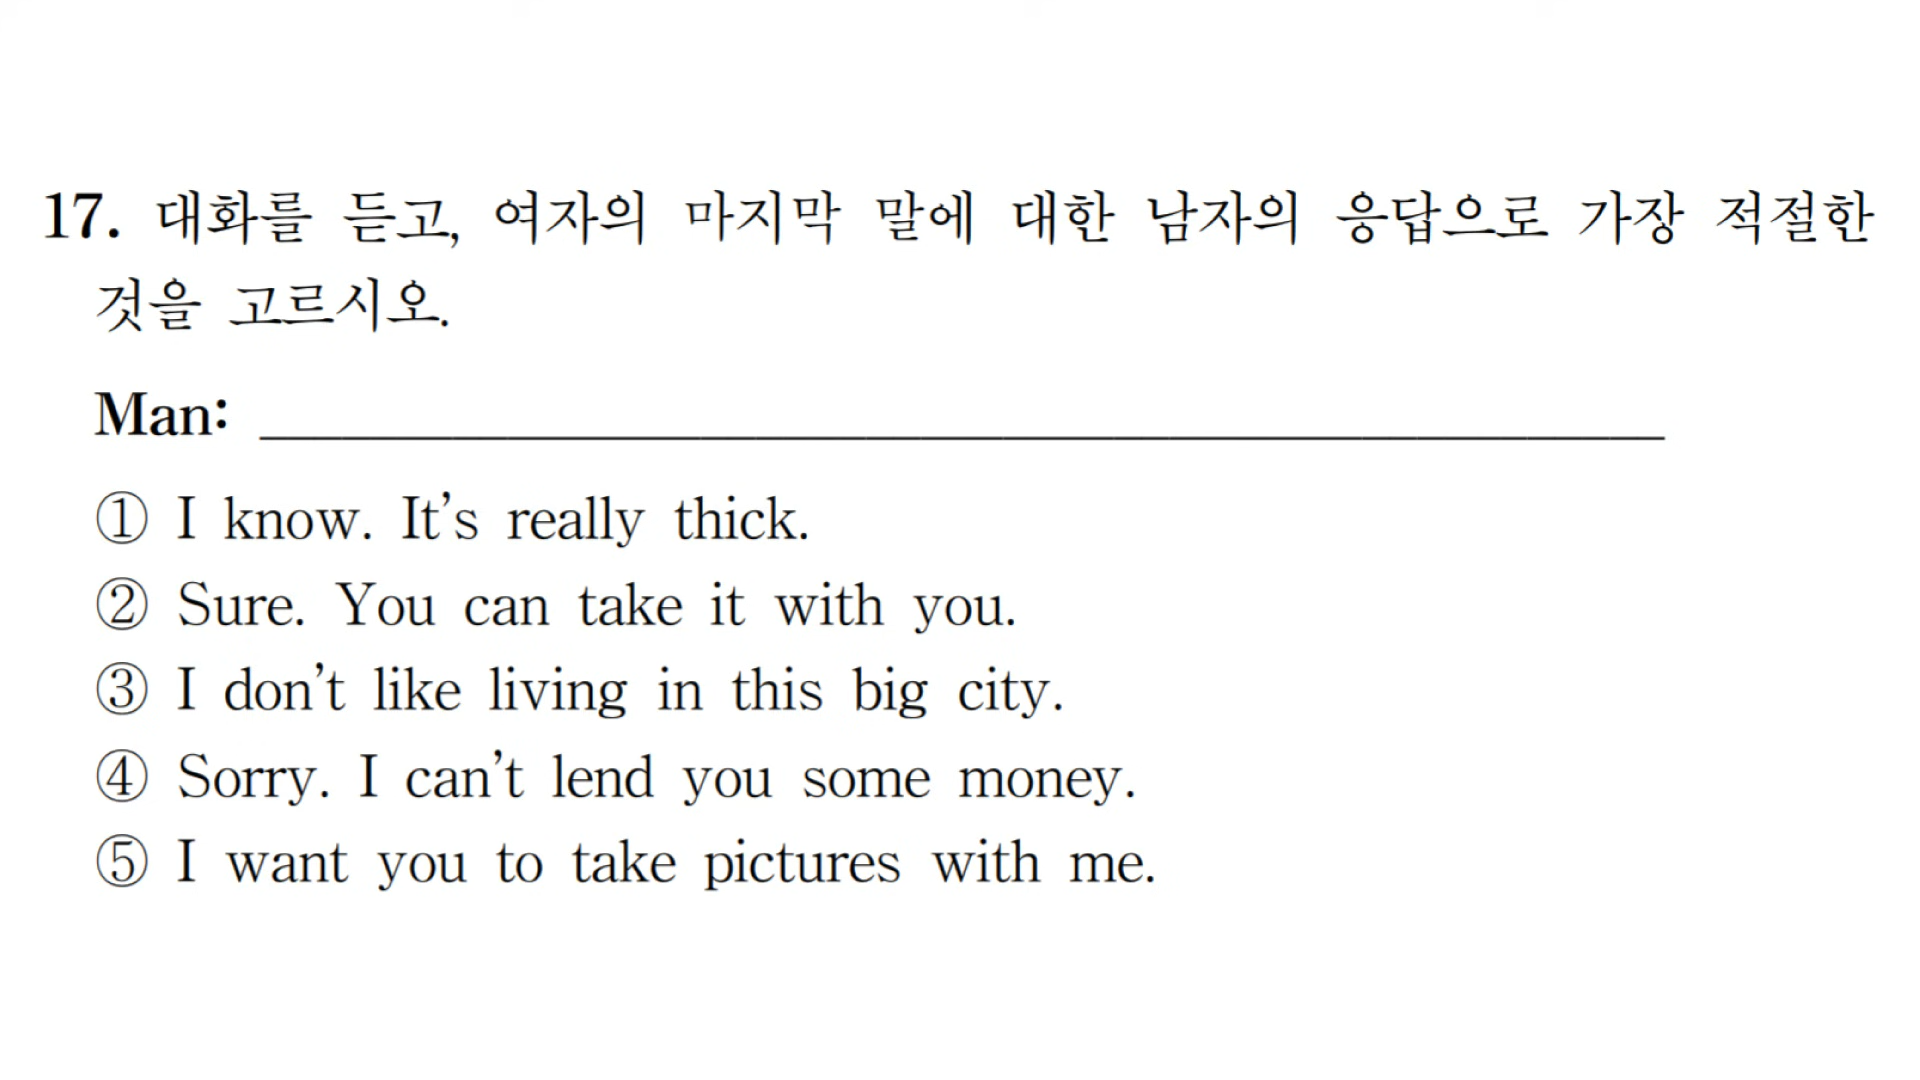 17. 대화를 듣고, 여자의 마지막 말에 대한 남자의 응답으로 가장 적절한
것을 고르시오.
Man: ______________________________
① I know. It’s really thick.
② Sure. You can take it with you.
③ I don’t like living in this big city.
④ Sorry. I can’t lend you some money.
⑤ I want you to take pictures with me.